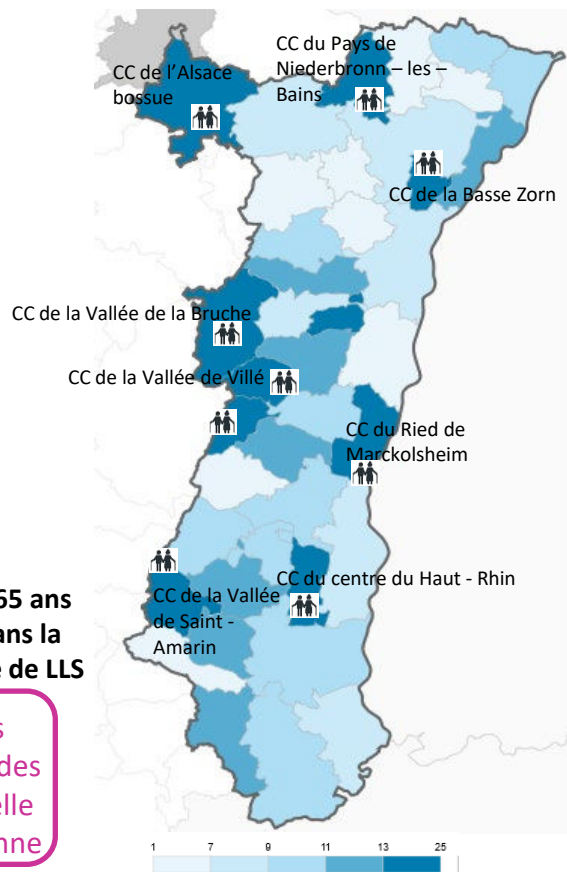 CC de l'Alsace
bossue
CC du Pays de
Niederbronn – les –
Bains
CC de la Basse Zorn
CC de la Vallée de la Bruche
CC de la Vallée de Villé
CC du Ried de
Marckolsheim
CC du centre du Haut - Rhin
CC de la Vallée
de Saint -
Amarin
65 ans
ans la
de LLS
s
des
elle
nne
1 7 9 11 13 25